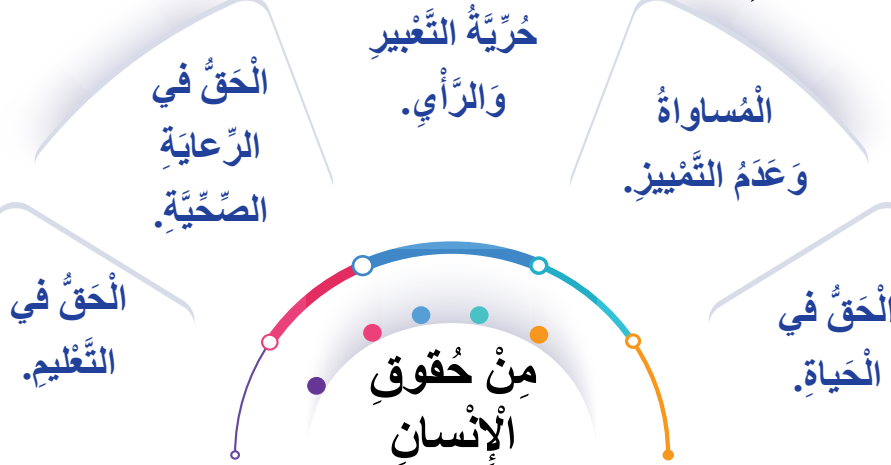 مِنْ حُقوقِ
الْإِنْسانِ
الْحَقُّ في
الْحَياةِ.
الْمُساواةُ
وَعَدَمُ التَّمْييزِ.
حُرِّيَّةُ التَّعْبيرِ
وَالرَّأْيِ.
الْحَقُّ في
الرِّعايَةِ
الصِّحِّيَّةِ.
الْحَقُّ في
التَّعْليمِ.